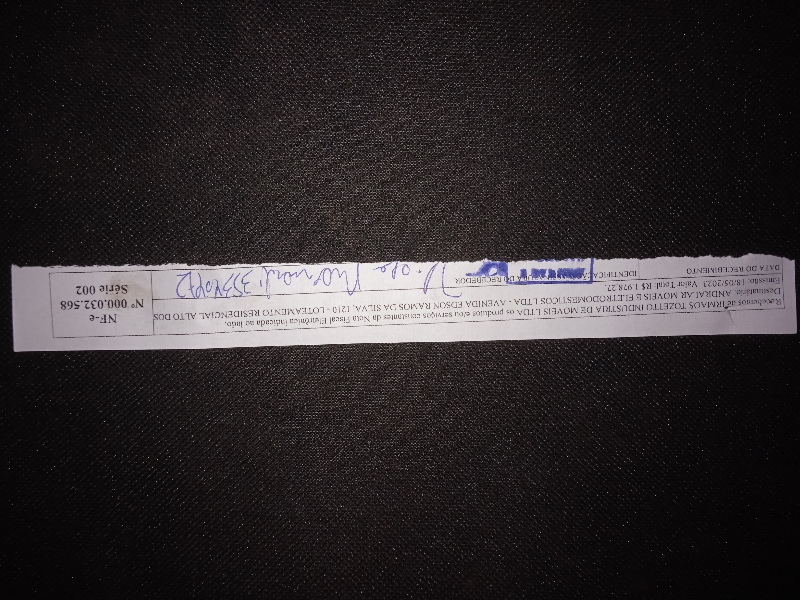 Recebemos de IRMAOS TOZETTO INDUSTRIA DE MOVEIS LTDA os produtos e/ou serviços constantes da Nota Fiscal Eletrônica indicada ao lado.
Destinatário: ANDRALAR MOVEIS E ELETRODOMESTICOS LTDA - AVENIDA EDSON RAMOS DA SILVA, 1210 - LOTEAMENTO RESIDENCIAL ALTO DOS
Emissão: 18/05/2023 Valor Total: R$ 1.978,27
DATA DO RECEBIMENTO
IDENTIFICAÇÃO E ASSINATURA DO RECEBEDOR
NF-e
Nº 000.032.568
Série 002